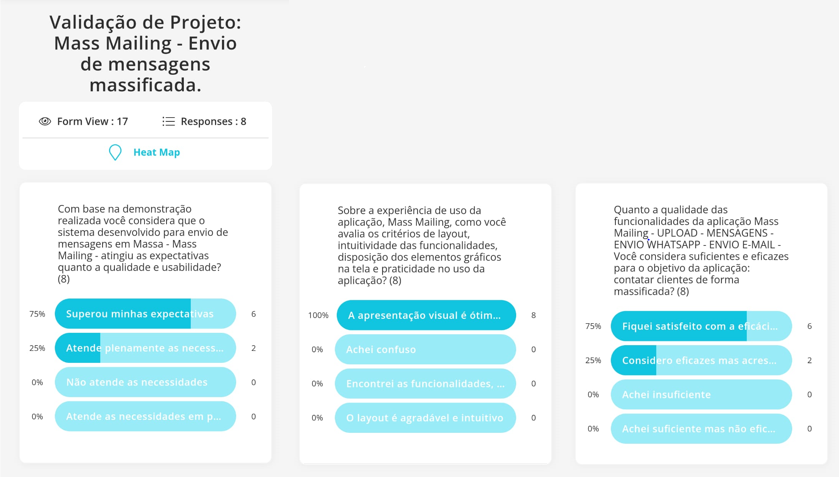 Validação de Projeto:
Mass Mailing - Envio
de mensagens
massificada.
Form View : 17
Responses : 8
Heat Map
Com base na demonstração
realizada você considera que o
sistema desenvolvido para envio de
mensagens em Massa - Mass
Mailing - atingiu as expectativas
quanto a qualidade e usabilidade?
(8)
75% Superou minhas expectativas 6
25% Atende plenamente as necess... 2
0% Não atende as necessidades 0
0% Atende as necessidades em p... 0
Sobre a experiência de uso da
aplicação, Mass Mailing, como você
avalia os critérios de layout,
intuitividade das funcionalidades,
disposição dos elementos gráficos
na tela e praticidade no uso da
aplicação? (8)
100% A apresentação visual é ótim... 8
0% Achei confuso 0
0% Encontrei as funcionalidades, ... 0
0% O layout é agradável e intuitivo 0
Quanto a qualidade das
funcionalidades da aplicação Mass
Mailing - UPLOAD - MENSAGENS -
ENVIO WHATSAPP - ENVIO E-MAIL -
Você considera suficientes e eficazes
para o objetivo da aplicação:
contatar clientes de forma
massificada? (8)
75% Fiquei satisfeito com a eficáci... 6
25% Considero eficazes mas acres... 2
0% Achei insuficiente 0
0% Achei suficiente mas não efic... 0